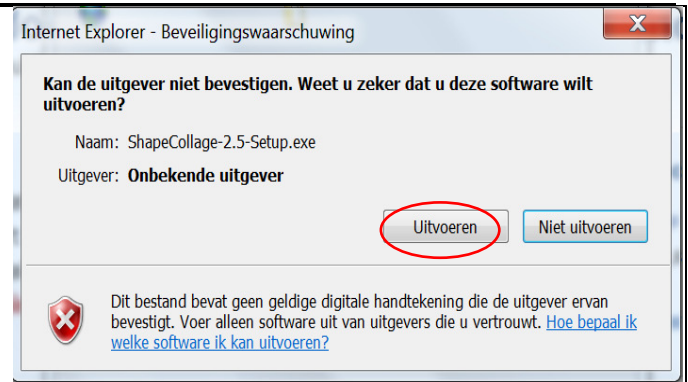 Internet Explorer - Beveiligingswaarschuwing
X
Kan de uitgever niet bevestigen. Weet u zeker dat u deze software wilt
uitvoeren?
Naam: ShapeCollage-2.5-Setup.exe
Uitgever: Onbekende uitgever
Uitvoeren Niet uitvoeren
Dit bestand bevat geen geldige digitale handtekening die de uitgever ervan
bevestigt. Voer alleen software uit van uitgevers die u vertrouwt. Hoe bepaal ik
welke software ik kan uitvoeren?